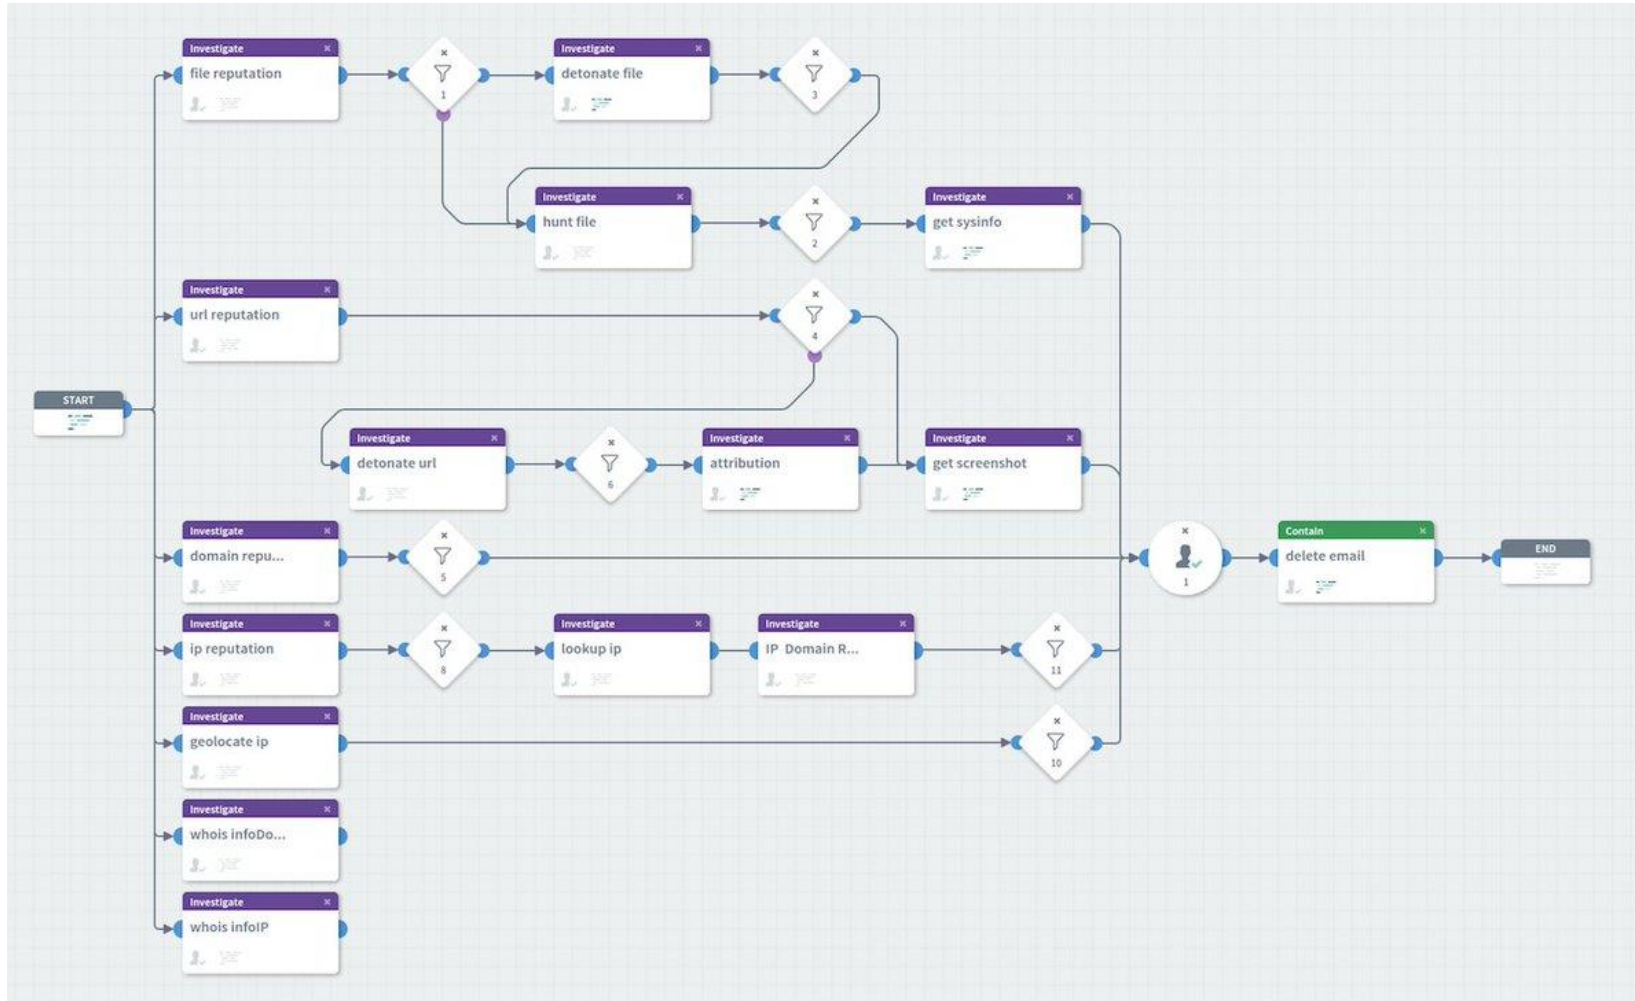 Investigate
file reputation
1
Investigate
detonate file
3
Investigate
hunt file
2
Investigate
get sysinfo
Investigate
url reputation
4
START
Investigate
detonate url
6
Investigate
attribution
Investigate
get screenshot
Investigate
domain repu...
5
1
Contain
delete email
END
Investigate
ip reputation
8
Investigate
lookup ip
Investigate
IP Domain R...
11
Investigate
geolocate ip
10
Investigate
whois infoDo...
Investigate
whois infoIP